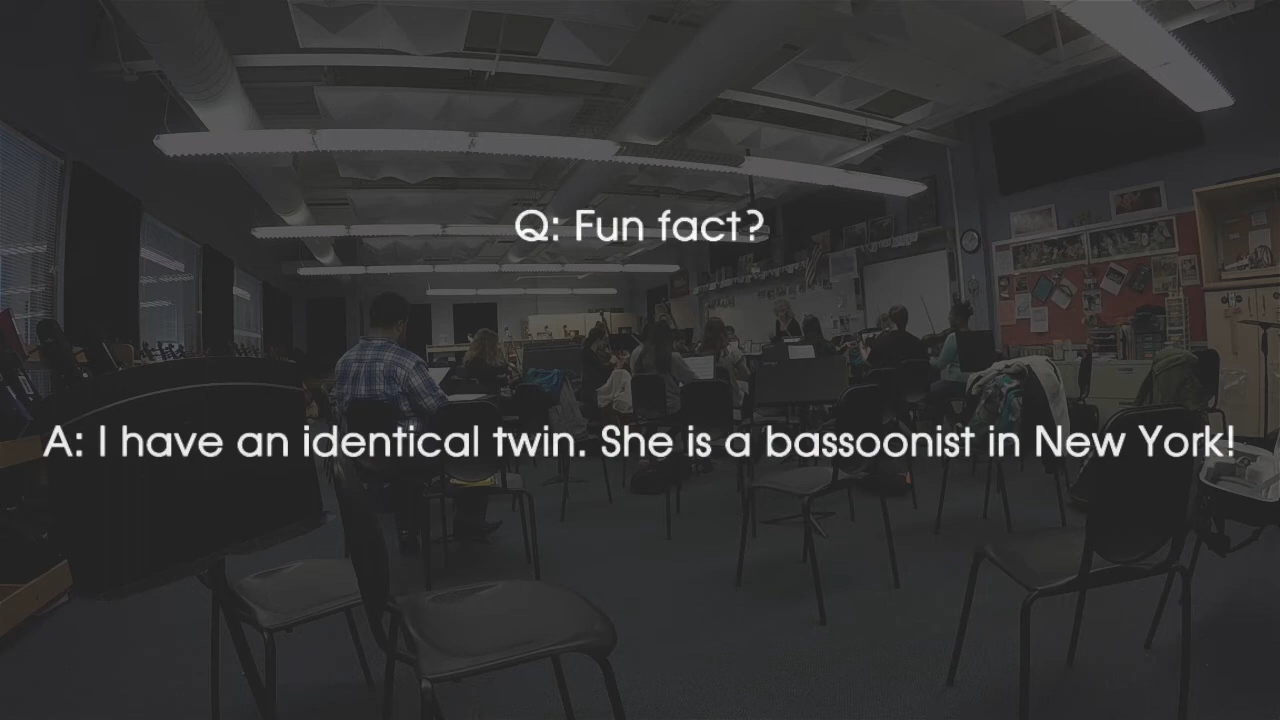 Q: Fun fact?
A: I have an identical twin. She is a bassoonist in New York!